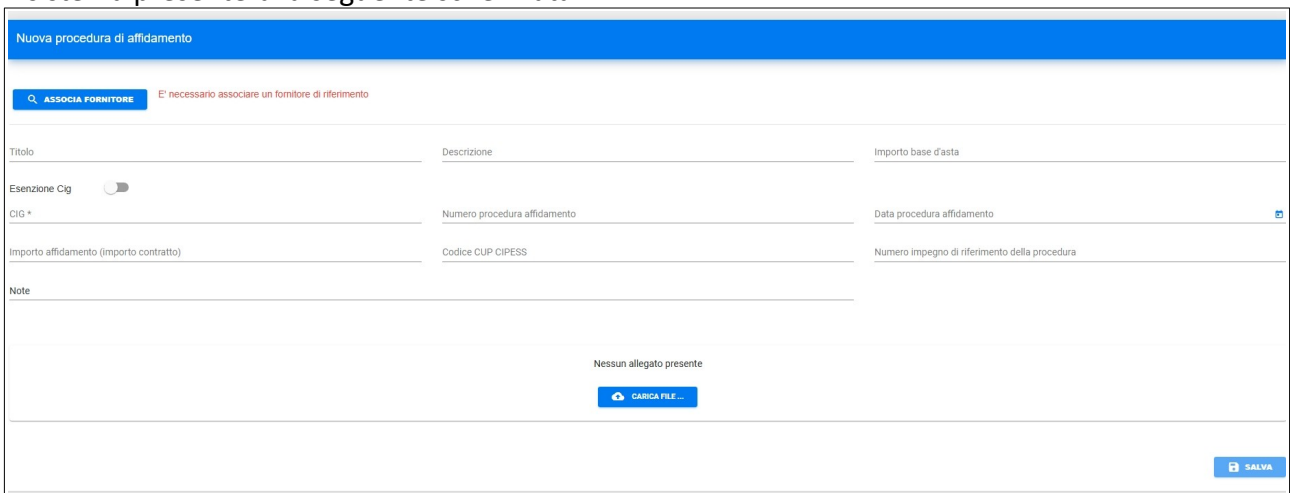 Nuova procedura di affidamento
ASSOCIA FORNITORE E' necessario associare un fornitore di riferimento
Titolo Descrizione Importo base d'asta
Esenzione Cig
CIG * Numero procedura affidamento Data procedura affidamento
Importo affidamento (importo contratto) Codice CUP CIPESS Numero impegno di riferimento della procedura
Note
Nessun allegato presente
CARICA FILE ...
SALVA